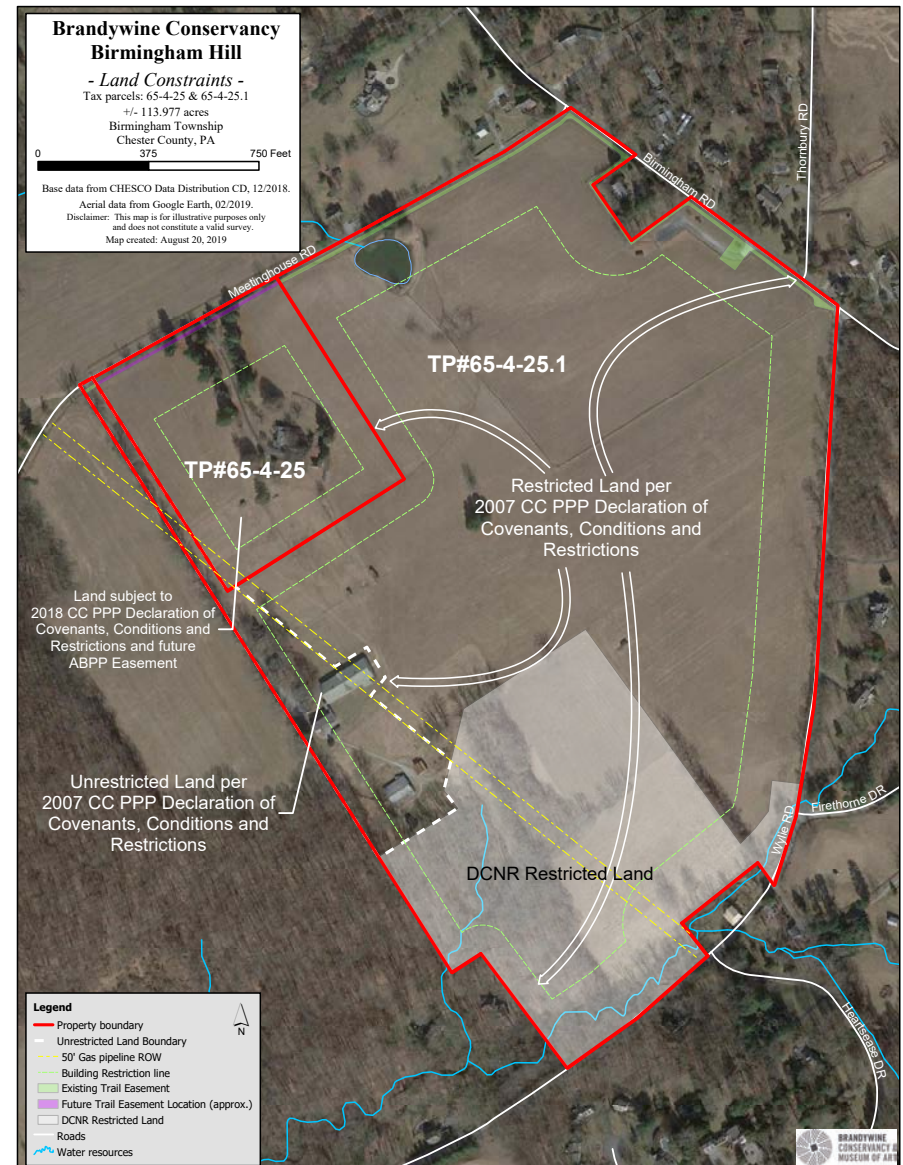 Brandywine Conservancy
Birmingham Hill
- Land Constraints -
Tax parcels: 65-4-25 & 65-4-25.1
+/- 113.977 acres
Birmingham Township
Chester County, PA
0 375 750 Feet
Base data from CHESCO Data Distribution CD, 12/2018.
Aerial data from Google Earth, 02/2019.
Disclaimer: This map is for illustrative purposes only
and does not constitute a valid survey.
Map created: August 20, 2019
Thornbury RD
Birmingham RD
Meetinghouse RD
TP#65-4-25.1
TP#65-4-25
Restricted Land per
2007 CC PPP Declaration of
Covenants, Conditions and
Restrictions
Land subject to
2018 CC PPP Declaration of
Covenants, Conditions and
Restrictions and future
ABPP Easement
Unrestricted Land per
2007 CC PPP Declaration of
Covenants, Conditions and
Restrictions
Firethorne DR
Wylie RD
DCNR Restricted Land
Heartsease DR
Legend
N
Property boundary
Unrestricted Land Boundary
50' Gas pipeline ROW
Building Restriction line
Existing Trail Easement
Future Trail Easement Location (approx.)
DCNR Restricted Land
Roads
Water resources
BRANDYWINE
CONSERVANCY &
MUSEUM OF ART